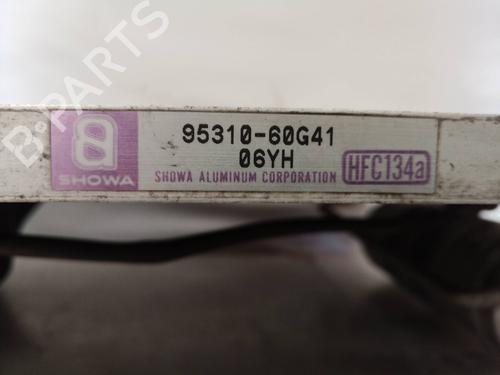 B-PARTS
95310-60G41
06YH
SHOWA
SHOWA ALUMINUM CORPORATION
HFC134a